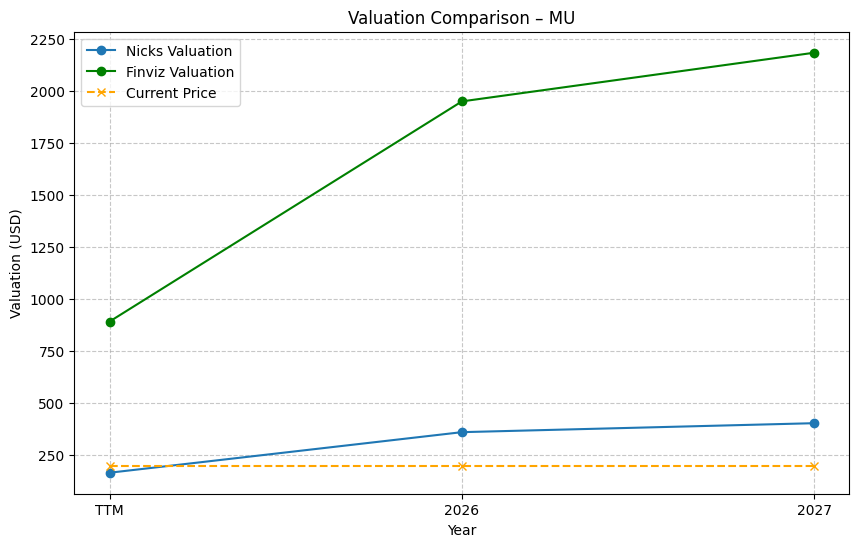 Valuation Comparison – MU
Nicks Valuation
Finviz Valuation
Current Price
Valuation (USD)
2250
2000
1750
1500
1250
1000
750
500
250
TTM
2026
2027
Year